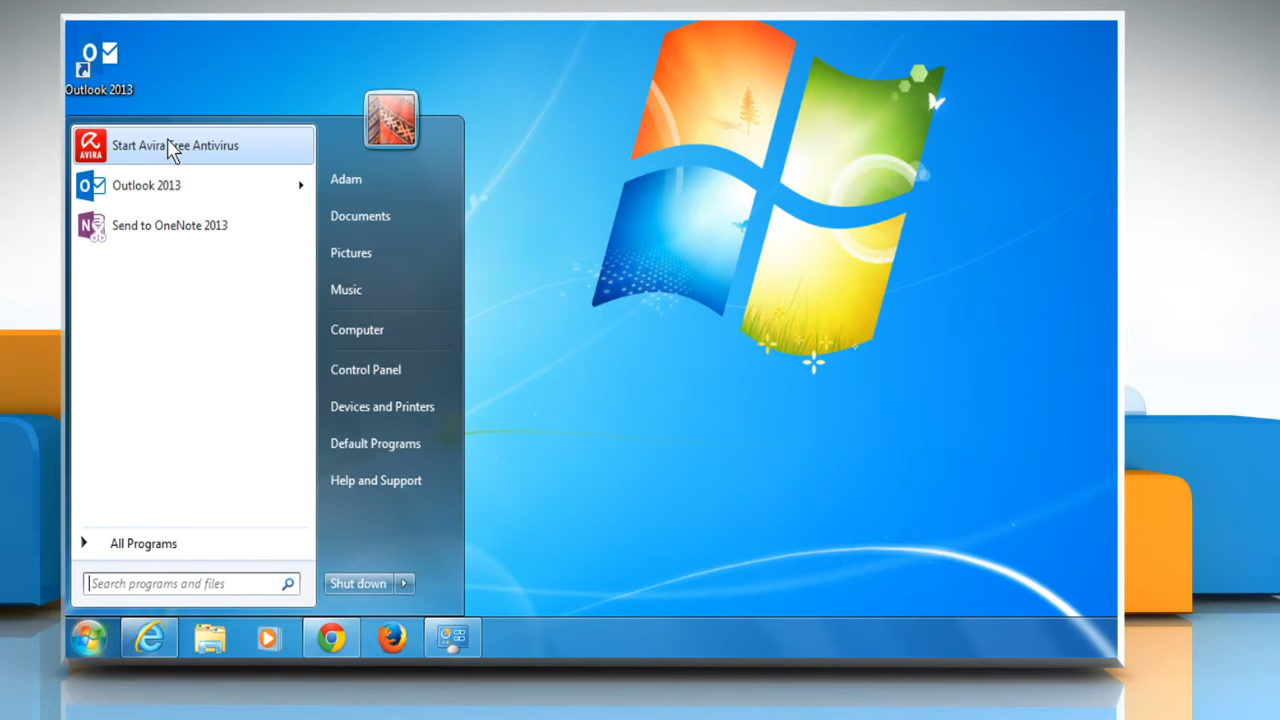 Outlook 2013
AVIRA
Start Avira Free Antivirus
Outlook 2013
Send to OneNote 2013
All Programs
Search programs and files
Adam
Documents
Pictures
Music
Computer
Control Panel
Devices and Printers
Default Programs
Help and Support
Shut down